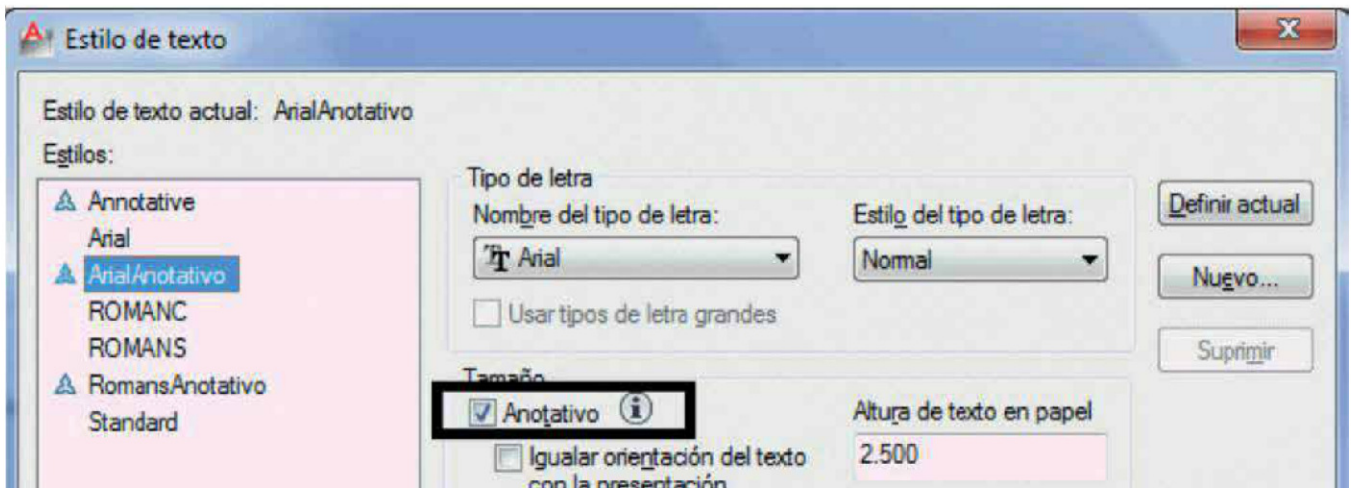 Estilo de texto
Estilo de texto actual: ArialAnotativo
Estilos:
Annotative
Arial
ArialAnotativo
ROMANC
ROMANS
RomansAnotativo
Standard
Tipo de letra
Nombre del tipo de letra:
Arial
Usar tipos de letra grandes
Estilo del tipo de letra:
Normal
Tamaño
Anotativo
Igualar orientación del texto
con la presentación
Altura de texto en papel
2.500
Definir actual
Nuevo...
Suprimir